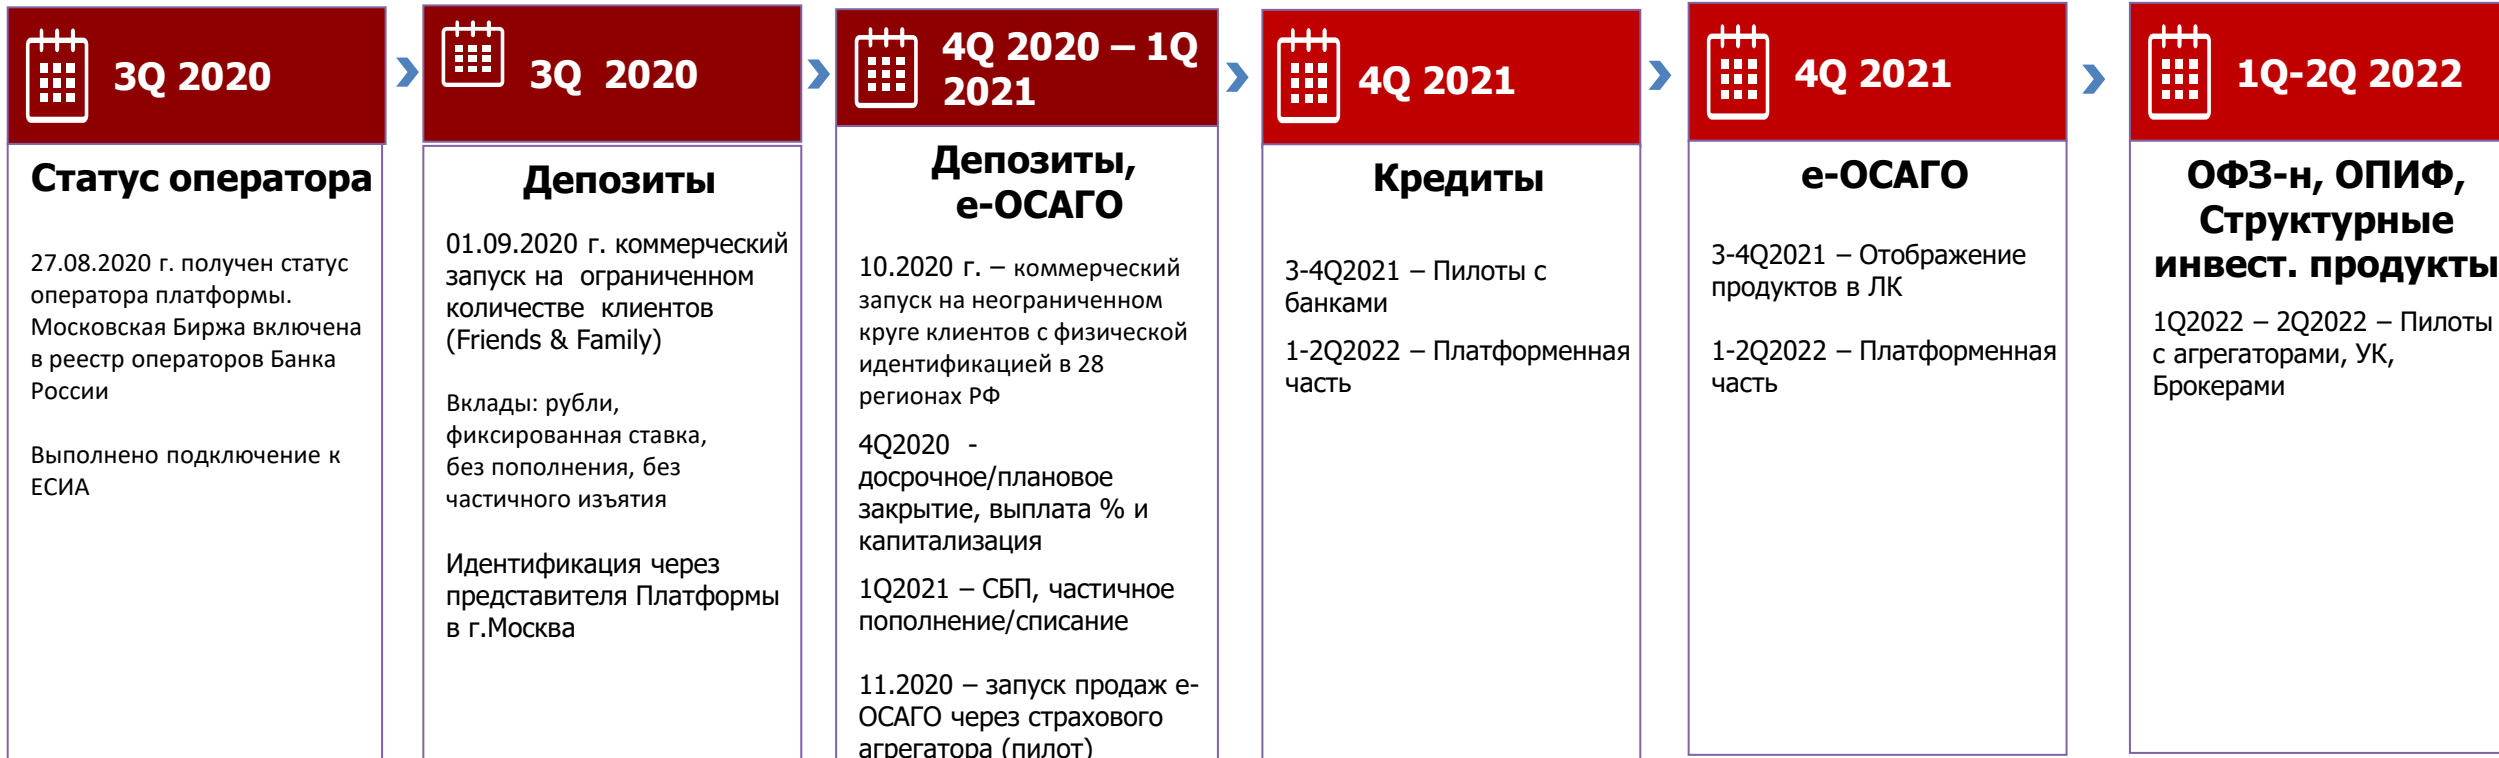 3Q 2020
Статус оператора
27.08.2020 г. получен статус
оператора платформы.
Московская Биржа включена
в реестр операторов Банка
России
Выполнено подключение к
ЕСИА
3Q 2020
Депозиты
01.09.2020 г. коммерческий
запуск на ограниченном
количестве клиентов
(Friends & Family)
Вклады: рубли,
фиксированная ставка,
без пополнения, без
частичного изъятия
Идентификация через
представителя Платформы
в г.Москва
4Q 2020 – 1Q
2021
Депозиты,
е-ОСАГО
10.2020 г. – коммерческий
запуск на неограниченном
круге клиентов с физической
идентификацией в 28
регионах РФ
4Q2020 -
досрочное/плановое
закрытие, выплата % и
капитализация
1Q2021 – СБП, частичное
пополнение/списание
11.2020 – запуск продаж е-
ОСАГО через страхового
агрегатора (пилот)
4Q 2021
Кредиты
3-4Q2021 – Пилоты с
банками
1-2Q2022 – Платформенная
часть
4Q 2021
е-ОСАГО
3-4Q2021 – Отображение
продуктов в ЛК
1-2Q2022 – Платформенная
часть
1Q-2Q 2022
ОФЗ-н, ОПИФ,
Структурные
инвест. продукты
1Q2022 – 2Q2022 – Пилоты
с агрегаторами, УК,
Брокерами